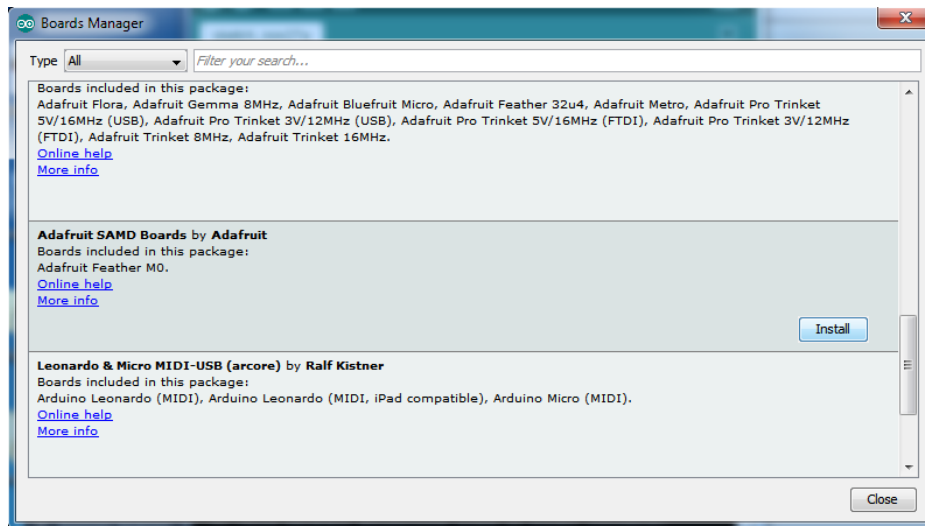 Boards Manager
Type All Filter your search...
Boards included in this package:
Adafruit Flora, Adafruit Gemma 8MHz, Adafruit Bluefruit Micro, Adafruit Feather 32u4, Adafruit Metro, Adafruit Pro Trinket
5V/16MHz (USB), Adafruit Pro Trinket 3V/12MHz (USB), Adafruit Pro Trinket 5V/16MHz (FTDI), Adafruit Pro Trinket 3V/12MHz
(FTDI), Adafruit Trinket 8MHz, Adafruit Trinket 16MHz.
Online help
More info
Adafruit SAMD Boards by Adafruit
Boards included in this package:
Adafruit Feather M0.
Online help
More info
Install
Leonardo & Micro MIDI-USB (arcore) by Ralf Kistner
Boards included in this package:
Arduino Leonardo (MIDI), Arduino Leonardo (MIDI, iPad compatible), Arduino Micro (MIDI).
Online help
More info
Close